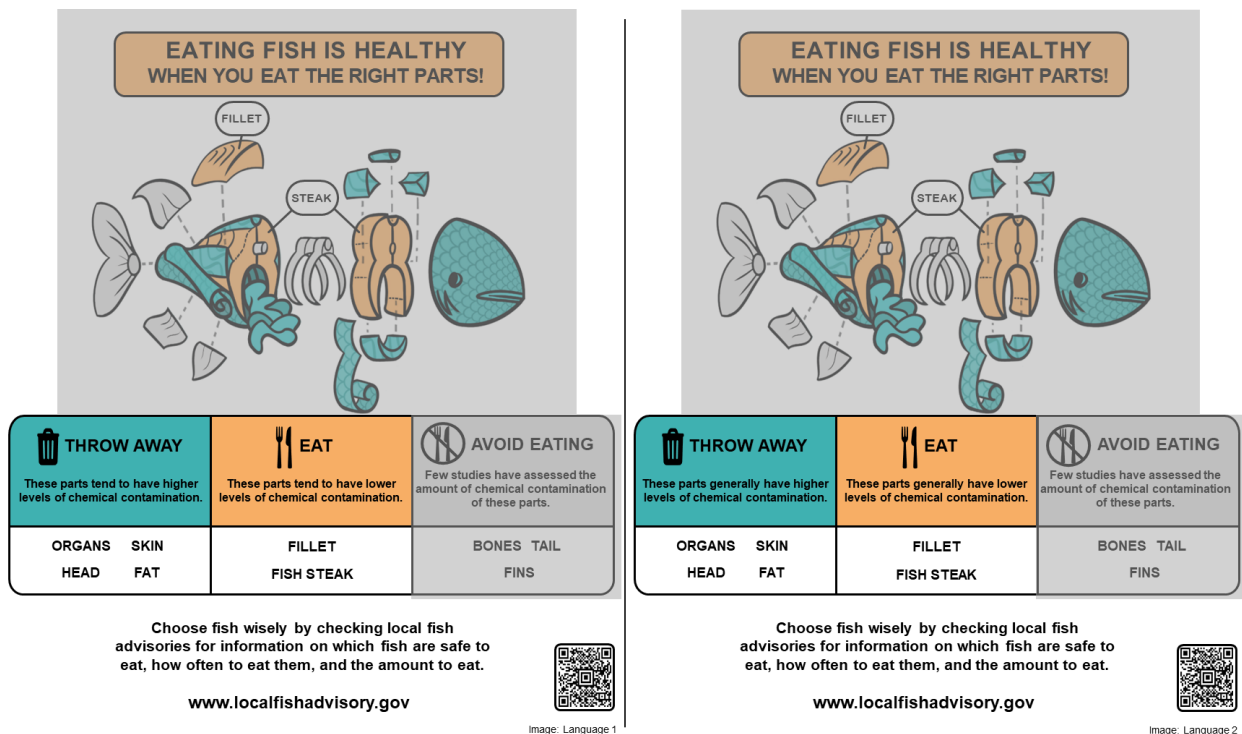 EATING FISH IS HEALTHY
WHEN YOU EAT THE RIGHT PARTS!
FILLET
STEAK
THROW AWAY
These parts tend to have higher
levels of chemical contamination.
EAT
These parts tend to have lower
levels of chemical contamination.
AVOID EATING
Few studies have assessed the
amount of chemical contamination
of these parts.
ORGANS SKIN
HEAD FAT
FILLET
FISH STEAK
BONES TAIL
FINS
Choose fish wisely by checking local fish
advisories for information on which fish are safe to
eat, how often to eat them, and the amount to eat.
www.localfishadvisory.gov
Image: Language 1
EATING FISH IS HEALTHY
WHEN YOU EAT THE RIGHT PARTS!
FILLET
STEAK
THROW AWAY
These parts generally have higher
levels of chemical contamination.
EAT
These parts generally have lower
levels of chemical contamination.
AVOID EATING
Few studies have assessed the
amount of chemical contamination
of these parts.
ORGANS SKIN
HEAD FAT
FILLET
FISH STEAK
BONES TAIL
FINS
Choose fish wisely by checking local fish
advisories for information on which fish are safe to
eat, how often to eat them, and the amount to eat.
www.localfishadvisory.gov
Image: Language 2